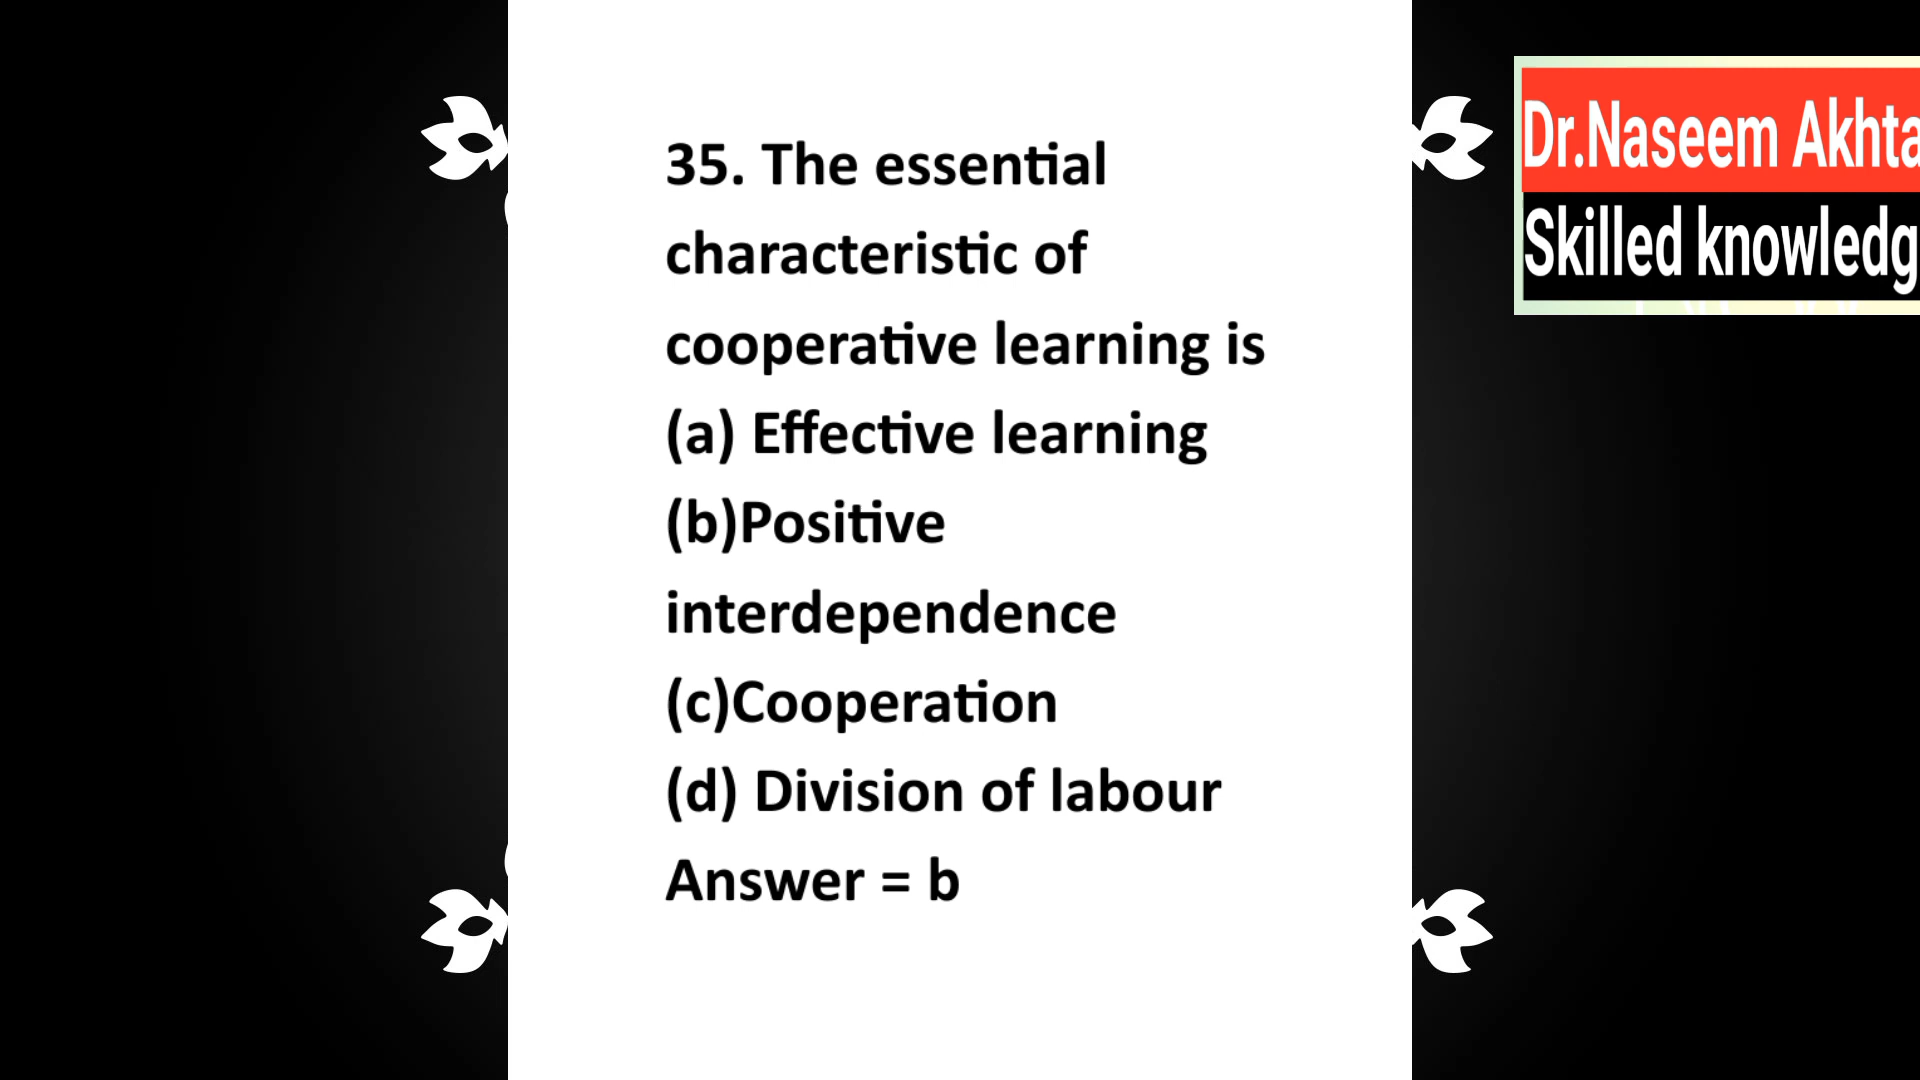 35. The essential
characteristic of
cooperative learning is
(a) Effective learning
(b)Positive
interdependence
(c)Cooperation
(d) Division of labour
Answer = b
Dr.Naseem Akhta
Skilled knowledg